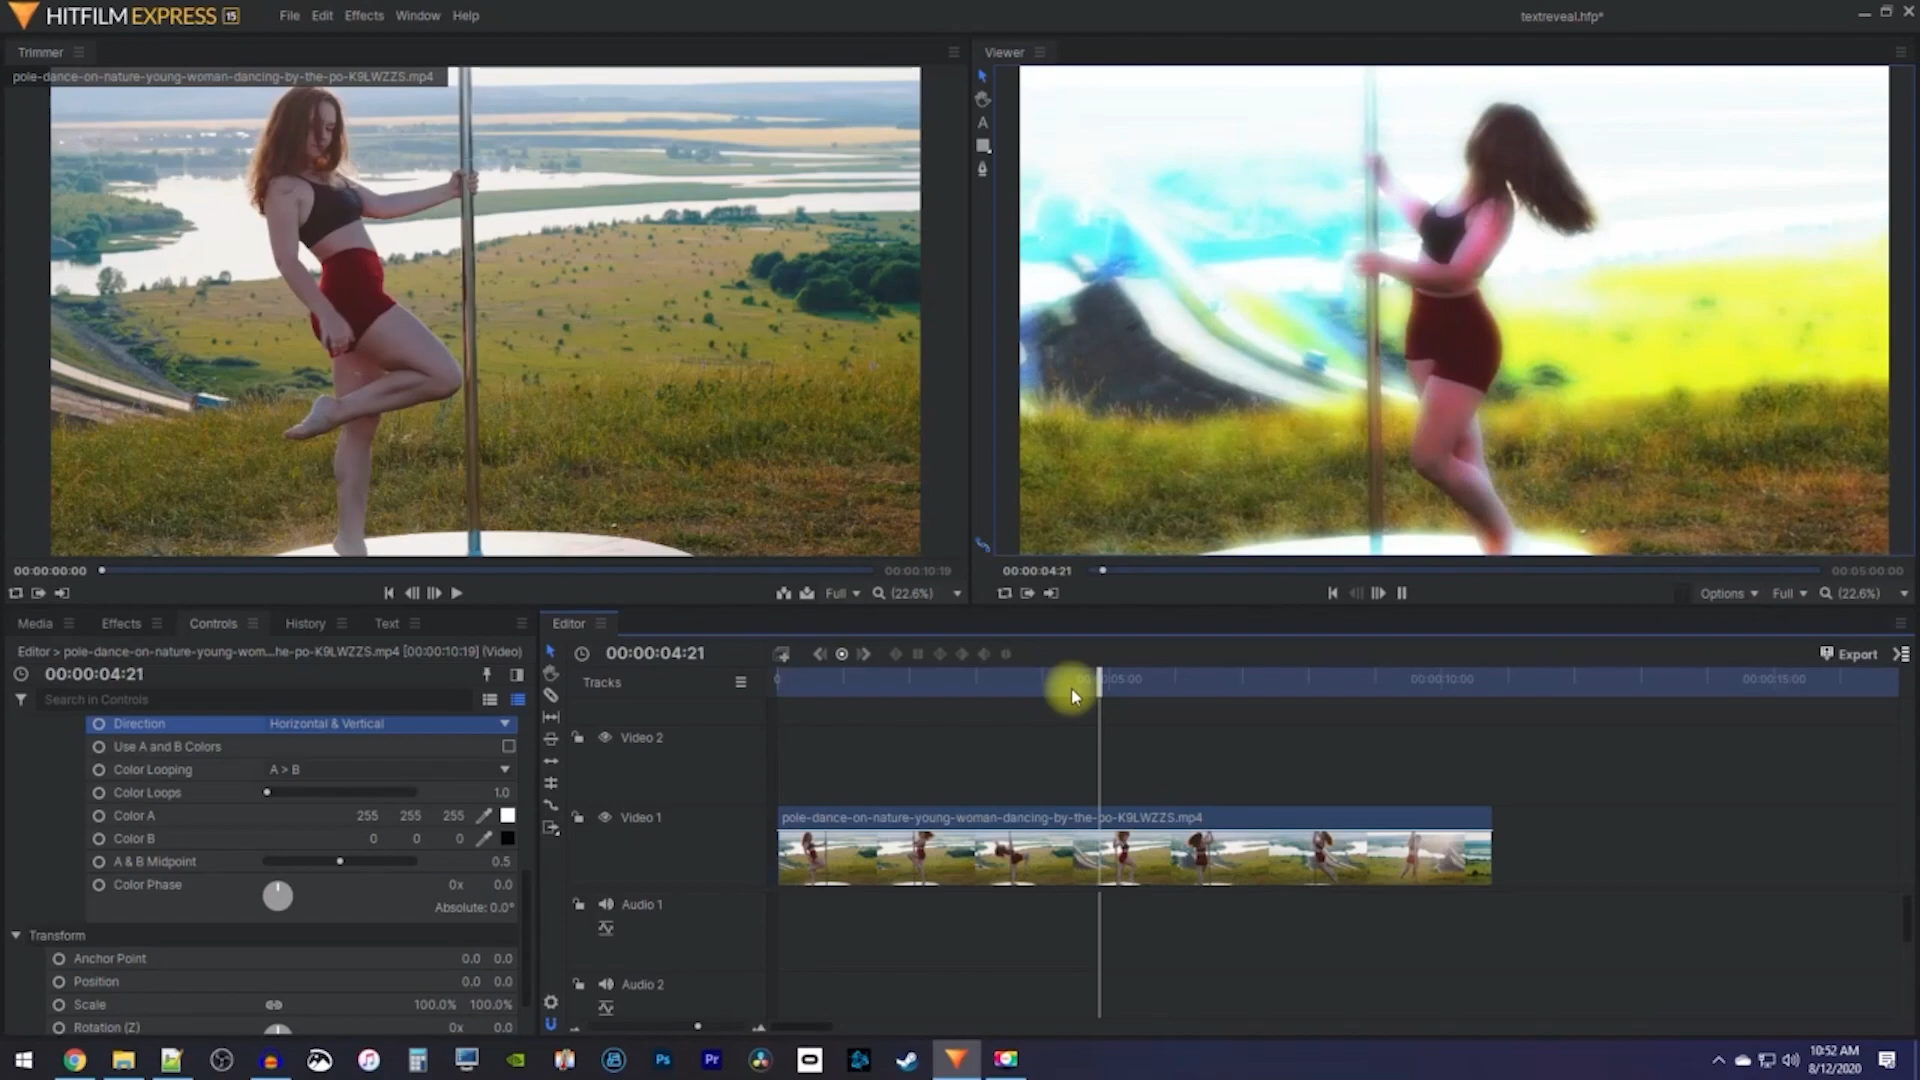 HITFILM EXPRESS 15 File Edit Effects Window Help textreveal.hfp*
Trimmer
Viewer
pole-dance-on-nature-young-woman-dancing-by-the-po-K9LWZZS.mp4
00:00:00:00 00:00:10:19
Full (22.6%)
00:00:04:21 00:05:00:00
Options Full (22.6%)
Media Effects Controls History Text
Editor > pole-dance-on-nature-young-wom...he-po-K9LWZZS.mp4 [00:00:10:19] (Video)
00:00:04:21
Search in Controls
Direction Horizontal & Vertical
Use A and B Colors
Color Looping A > B
Color Loops 1.0
Color A 255 255 255
Color B 0 0 0
A & B Midpoint 0.5
Color Phase 0x 0.0
Absolute: 0.0°
Transform
Anchor Point 0.0 0.0
Position 0.0 0.0
Scale 100.0% 100.0%
Rotation (Z) 0x 0.0
Editor
00:00:04:21
Export
Tracks
0 05:00 00:00:10:00 00:00:15:00
Video 2
Video 1
pole-dance-on-nature-young-woman-dancing-by-the-po-K9LWZZS.mp4
Audio 1
Audio 2
Ps Pr
10:52 AM
8/12/2020